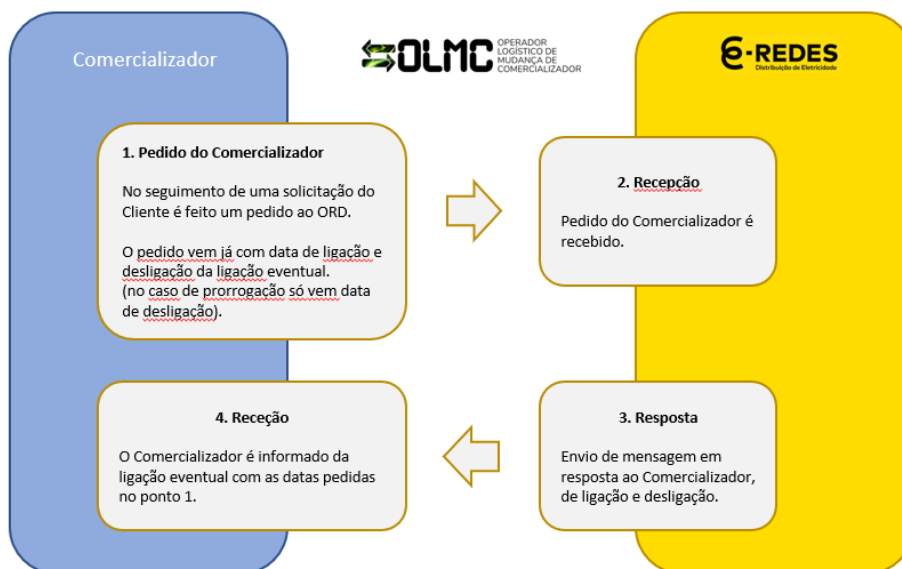 Comercializador
OLMC
OPERADOR
LOGÍSTICO DE
MUDANÇA DE
COMERCIALIZADOR
E-REDES
Distribuição de Eletricidade
1. Pedido do Comercializador
No seguimento de uma solicitação do
Cliente é feito um pedido ao ORD.
O pedido vem já com data de ligação e
desligação da ligação eventual.
(no caso de prorrogação só vem data
de desligação).
2. Recepção
Pedido do Comercializador é
recebido.
4. Receção
O Comercializador é informado da
ligação eventual com as datas pedidas
no ponto 1.
3. Resposta
Envio de mensagem em
resposta ao Comercializador,
de ligação e desligação.